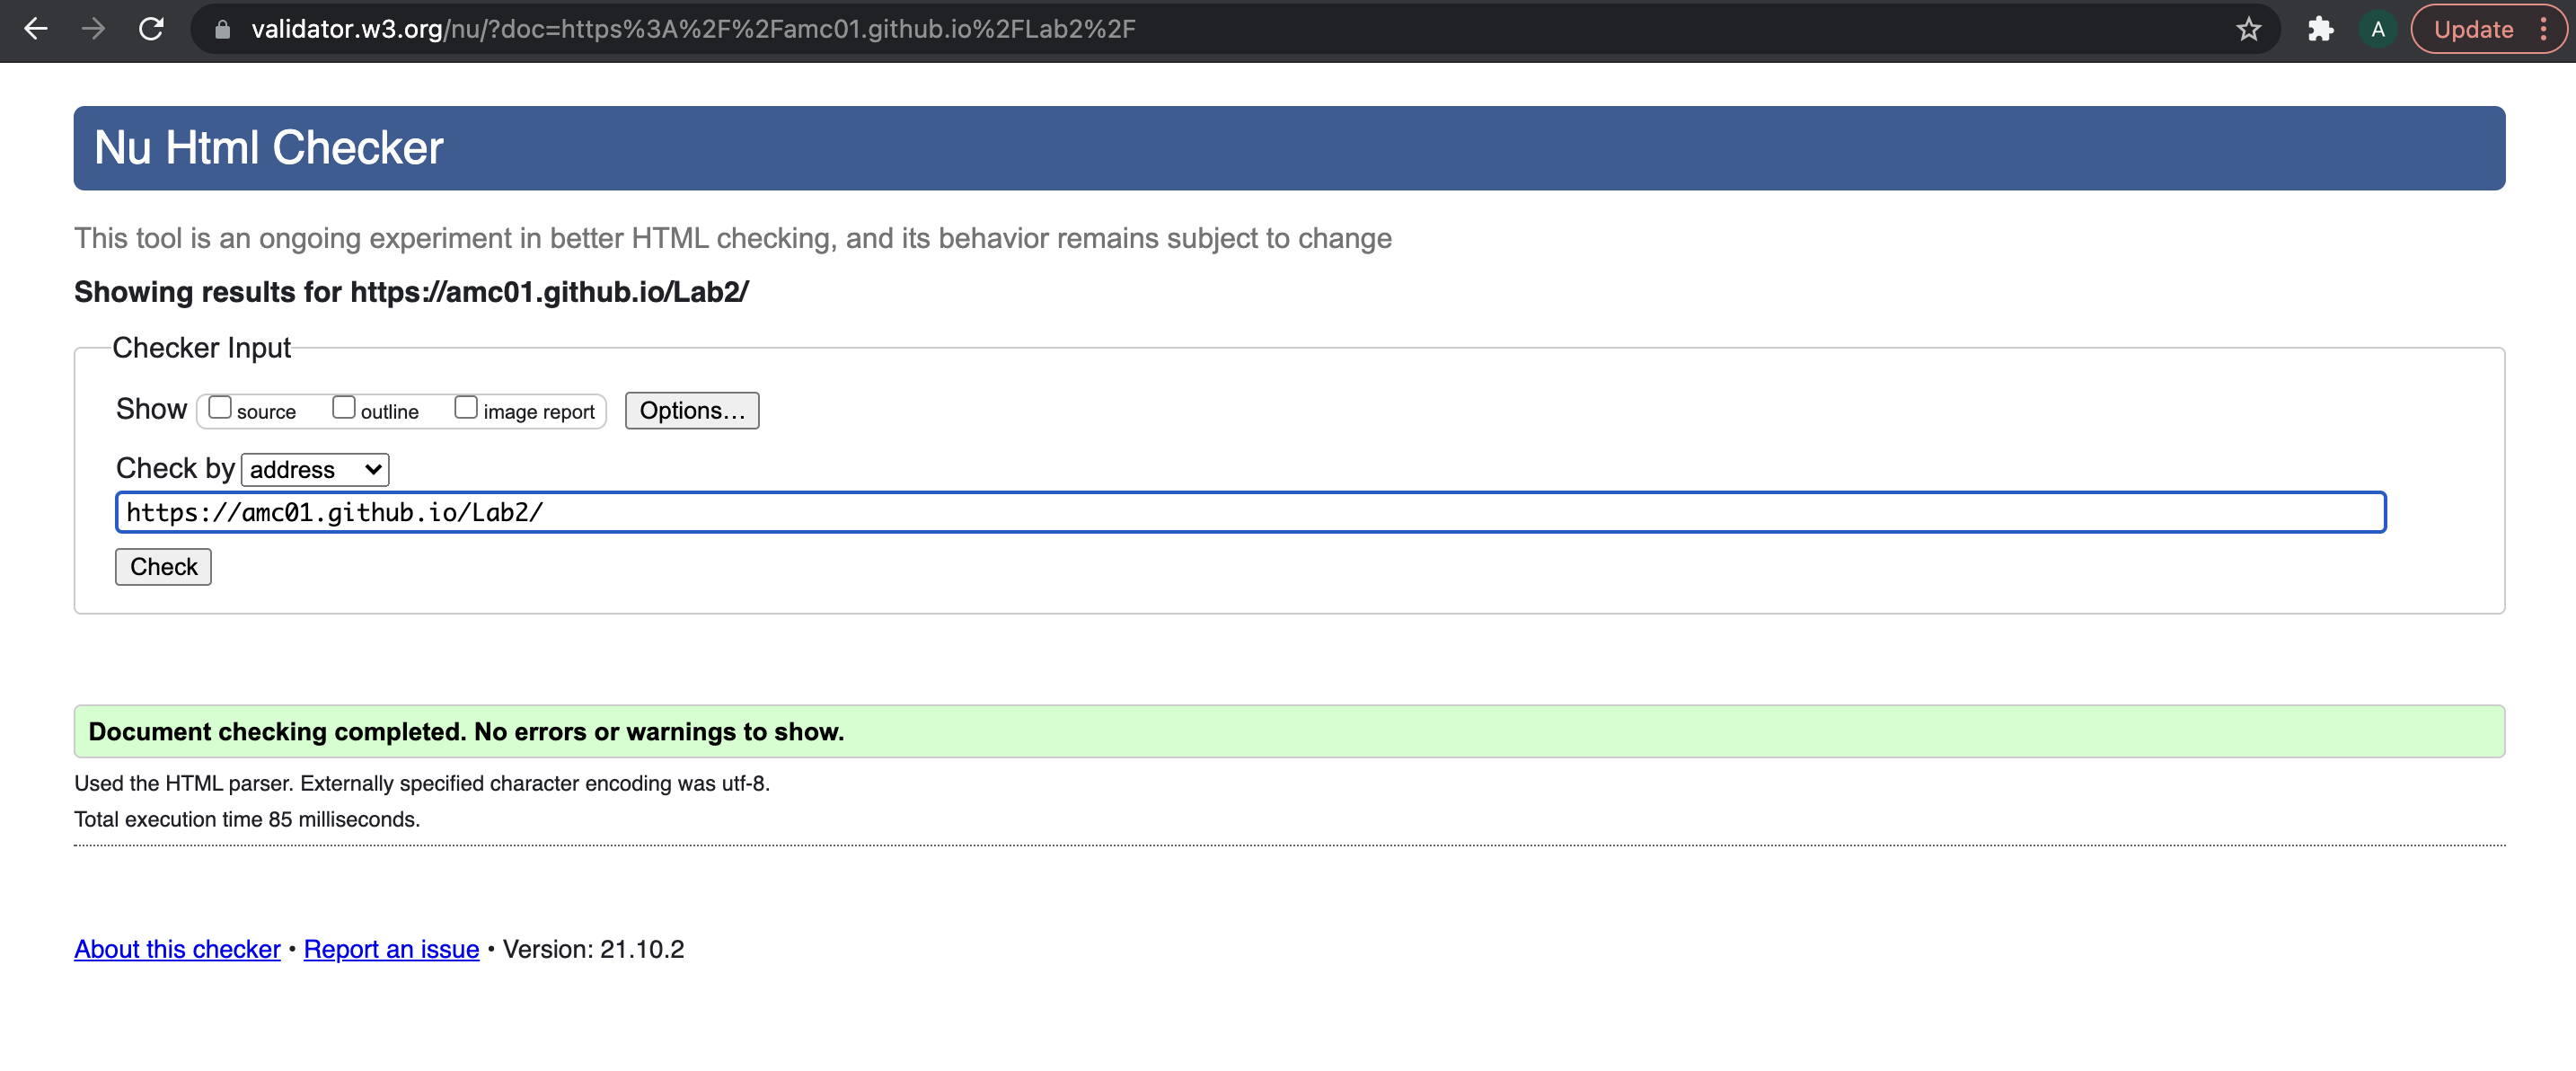 validator.w3.org/nu/?doc=https%3A%2F%2Famc01.github.io%2FLab2%2F A Update
Nu Html Checker
This tool is an ongoing experiment in better HTML checking, and its behavior remains subject to change
Showing results for https://amc01.github.io/Lab2/
Checker Input
Show source outline image report Options...
Check by address
https://amc01.github.io/Lab2/
Check
Document checking completed. No errors or warnings to show.
Used the HTML parser. Externally specified character encoding was utf-8.
Total execution time 85 milliseconds.
About this checker • Report an issue • Version: 21.10.2